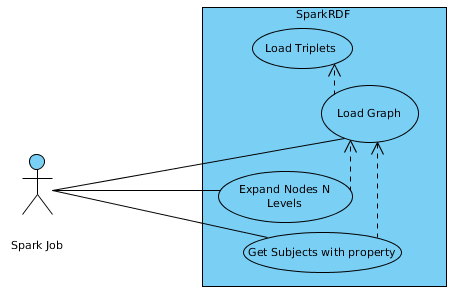 SparkRDF
Load Triplets
Load Graph
Expand Nodes N
Levels
Spark Job
Get Subjects with property